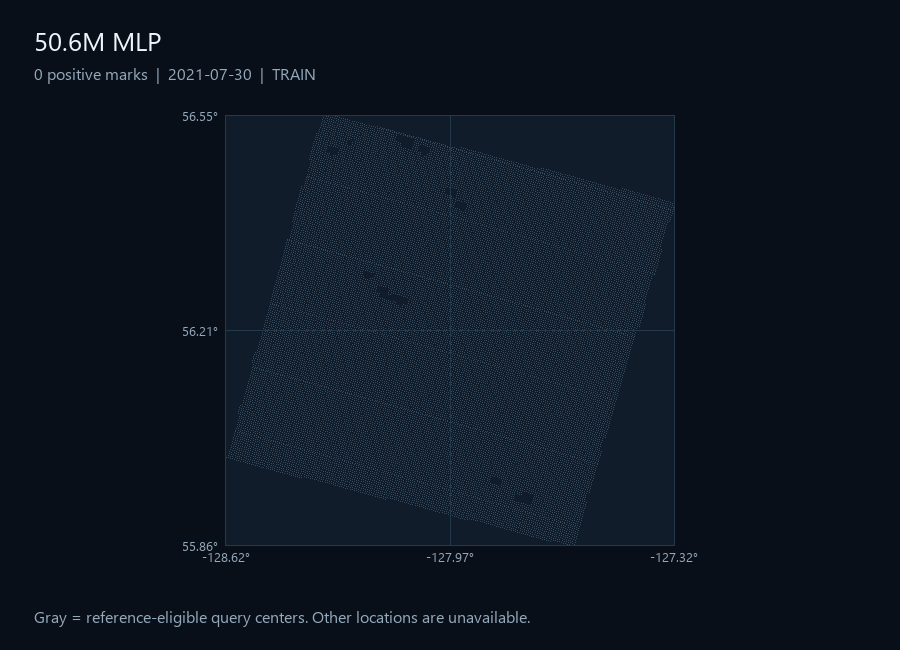 50.6M MLP
0 positive marks | 2021-07-30 | TRAIN
56.55°
56.21°
55.86°
-128.62° -127.97° -127.32°
Gray = reference-eligible query centers. Other locations are unavailable.